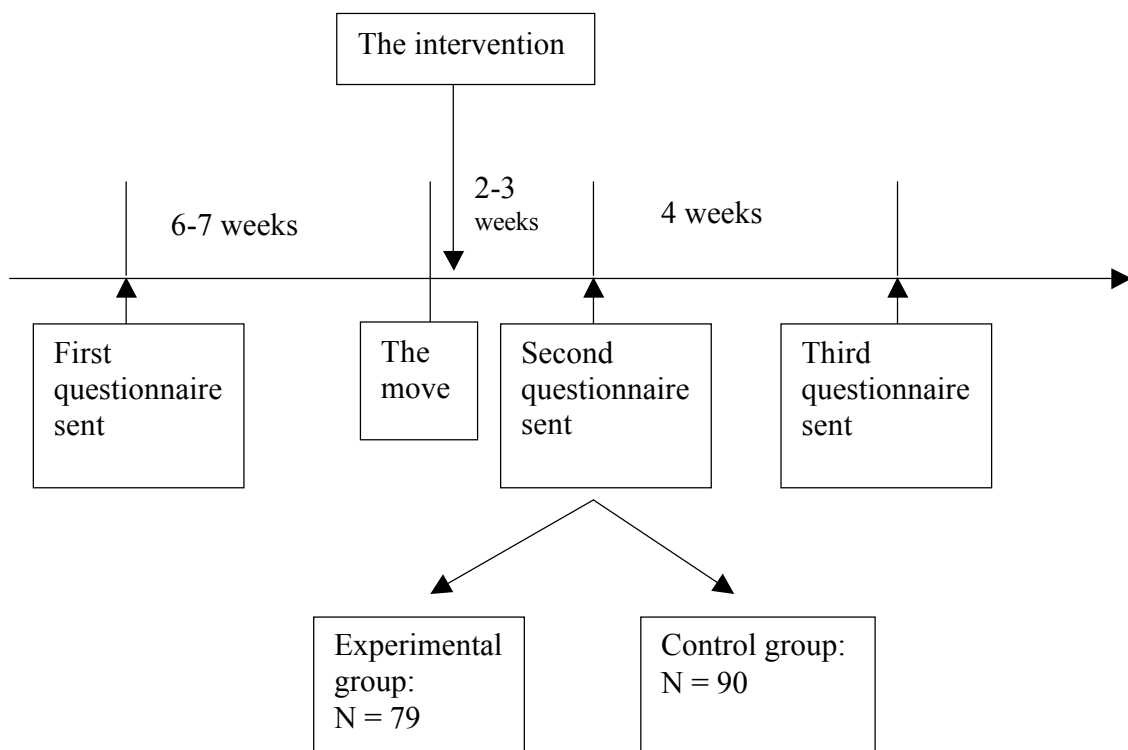 The intervention
2-3
weeks
6-7 weeks
4 weeks
First
questionnaire
sent
The
move
Second
questionnaire
sent
Third
questionnaire
sent
Experimental
group:
N = 79
Control group:
N = 90